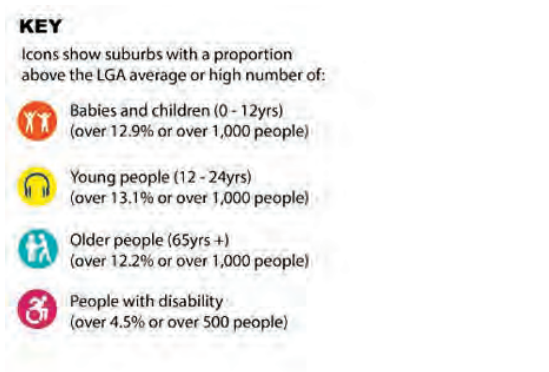 KEY
Icons show suburbs with a proportion
above the LGA average or high number of:
Babies and children (0 - 12yrs)
(over 12.9% or over 1,000 people)
Young people (12 - 24yrs)
(over 13.1% or over 1,000 people)
Older people (65yrs +)
(over 12.2% or over 1,000 people)
People with disability
(over 4.5% or over 500 people)